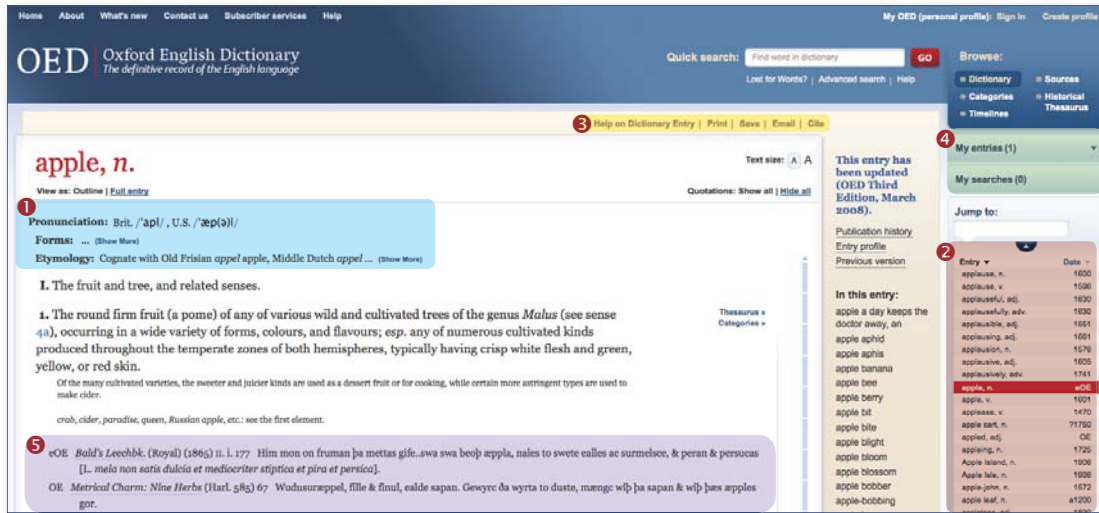 Home About What's new Contact us Subscriber services Help
My OED (personal profile): Sign in Create profile
OED Oxford English Dictionary
The definitive record of the English language
Quick search: Find word in dictionary GO
Lost for Words? | Advanced search | Help
Browse:
Dictionary Sources
Categories Historical
Timelines Thesaurus
3 Help on Dictionary Entry | Print | Save | Email | Cite
apple, n.
Text size: A A
View as: Outline | Full entry
Quotations: Show all | Hide all
1
Pronunciation: Brit. /ˈapl/ , U.S. /ˈæp(ə)l/
Forms: ... (Show More)
Etymology: Cognate with Old Frisian appel apple, Middle Dutch appel ... (Show More)
I. The fruit and tree, and related senses.
1. The round firm fruit (a pome) of any of various wild and cultivated trees of the genus Malus (see sense
4a), occurring in a wide variety of forms, colours, and flavours; esp. any of numerous cultivated kinds
produced throughout the temperate zones of both hemispheres, typically having crisp white flesh and green,
yellow, or red skin.
Thesaurus »
Categories »
Of the many cultivated varieties, the sweeter and juicier kinds are used as a dessert fruit or for cooking, while certain more astringent types are used to
make cider.
crab, cider, paradise, queen, Russian apple, etc.: see the first element.
5
eOE Bald's Leechbk. (Royal) (1865) II. i. 177 Him mon on fruman þa mettas gife..swa swa beoþ æppla, nales to swete ealles ac surmelsce, & peran & persucas
[L. mela non satis dulcia et mediocriter stiptica et pira et persica].
OE Metrical Charm: Nine Herbs (Harl. 585) 67 Wudusuræppel, fille & finul, ealde sapan. Gewyrc ða wyrta to duste, mængc wiþ þa sapan & wiþ þæs æpples
gor.
This entry has
been updated
(OED Third
Edition, March
2008).
Publication history
Entry profile
Previous version
In this entry:
apple a day keeps the
doctor away, an
apple aphid
apple aphis
apple banana
apple bee
apple berry
apple bit
apple bite
apple blight
apple bloom
apple blossom
apple bobber
apple-bobbing
4
My entries (1)
My searches (0)
Jump to:
2
Entry Date
applause, n. 1600
applause, v. 1596
applauseful, adj. 1630
applausefully, adv. 1630
applausible, adj. 1551
applausing, adj. 1661
applausion, n. 1576
applausive, adj. 1605
applausively, adv. 1741
apple, n. eOE
apple, v. 1601
applease, v. 1470
apple cart, n. ?1750
appled, adj. OE
appleing, n. 1725
Apple Island, n. 1906
Apple Isle, n. 1906
apple-john, n. 1572
apple leaf, n. a1200